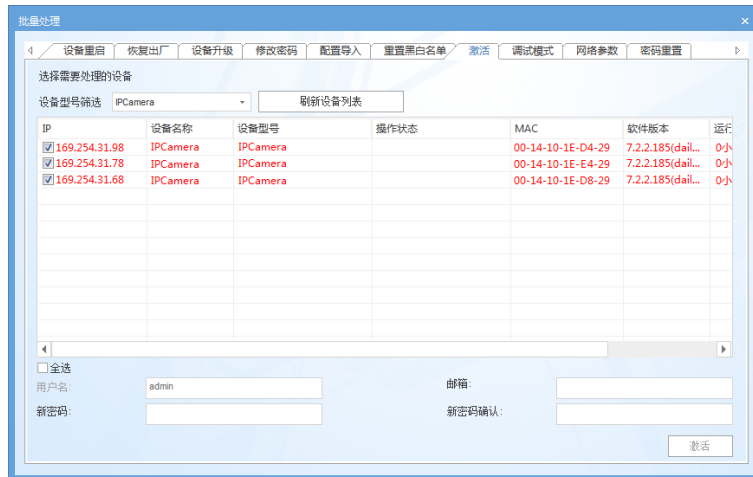 批量处理
设备重启 恢复出厂 设备升级 修改密码 配置导入 重置黑白名单 激活 调试模式 网络参数 密码重置
选择需要处理的设备
设备型号筛选 IPCamera 刷新设备列表
IP 设备名称 设备型号 操作状态 MAC 软件版本 运行
169.254.31.98 IPCamera IPCamera 00-14-10-1E-D4-29 7.2.2.185(dail... 0小
169.254.31.78 IPCamera IPCamera 00-14-10-1E-E4-29 7.2.2.185(dail... 0小
169.254.31.68 IPCamera IPCamera 00-14-10-1E-D8-29 7.2.2.185(dail... 0小
全选
用户名: admin 邮箱:
新密码: 新密码确认:
激活